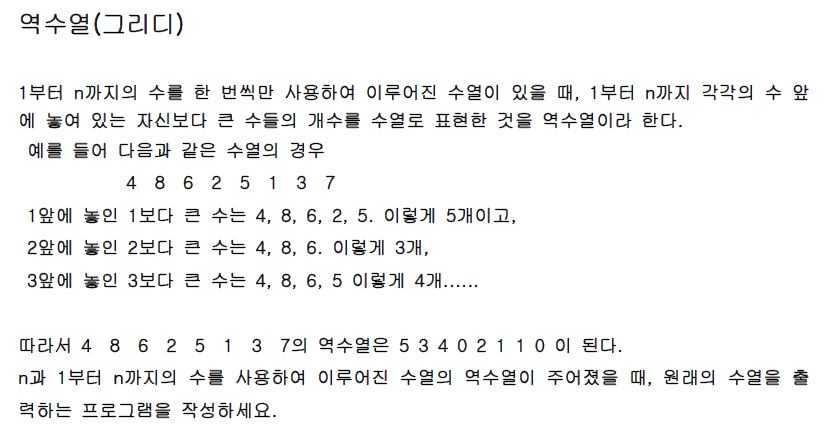 역수열(그리디)
1부터 n까지의 수를 한 번씩만 사용하여 이루어진 수열이 있을 때, 1부터 n까지 각각의 수 앞
에 놓여 있는 자신보다 큰 수들의 개수를 수열로 표현한 것을 역수열이라 한다.
예를 들어 다음과 같은 수열의 경우
4 8 6 2 5 1 3 7
1앞에 놓인 1보다 큰 수는 4, 8, 6, 2, 5. 이렇게 5개이고,
2앞에 놓인 2보다 큰 수는 4, 8, 6. 이렇게 3개,
3앞에 놓인 3보다 큰 수는 4, 8, 6, 5 이렇게 4개......
따라서 4 8 6 2 5 1 3 7의 역수열은 5 3 4 0 2 1 1 0 이 된다.
n과 1부터 n까지의 수를 사용하여 이루어진 수열의 역수열이 주어졌을 때, 원래의 수열을 출
력하는 프로그램을 작성하세요.